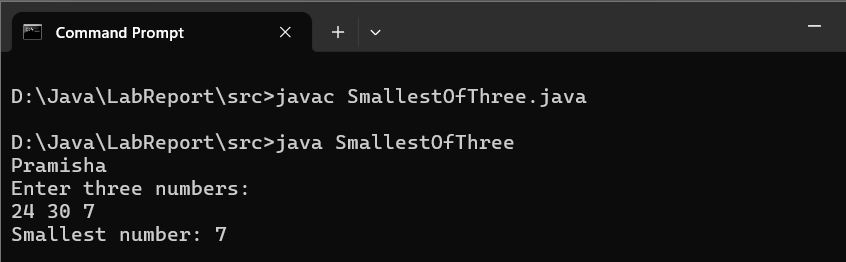 Command Prompt
D:\Java\LabReport\src>javac SmallestOfThree.java
D:\Java\LabReport\src>java SmallestOfThree
Pramisha
Enter three numbers:
24 30 7
Smallest number: 7